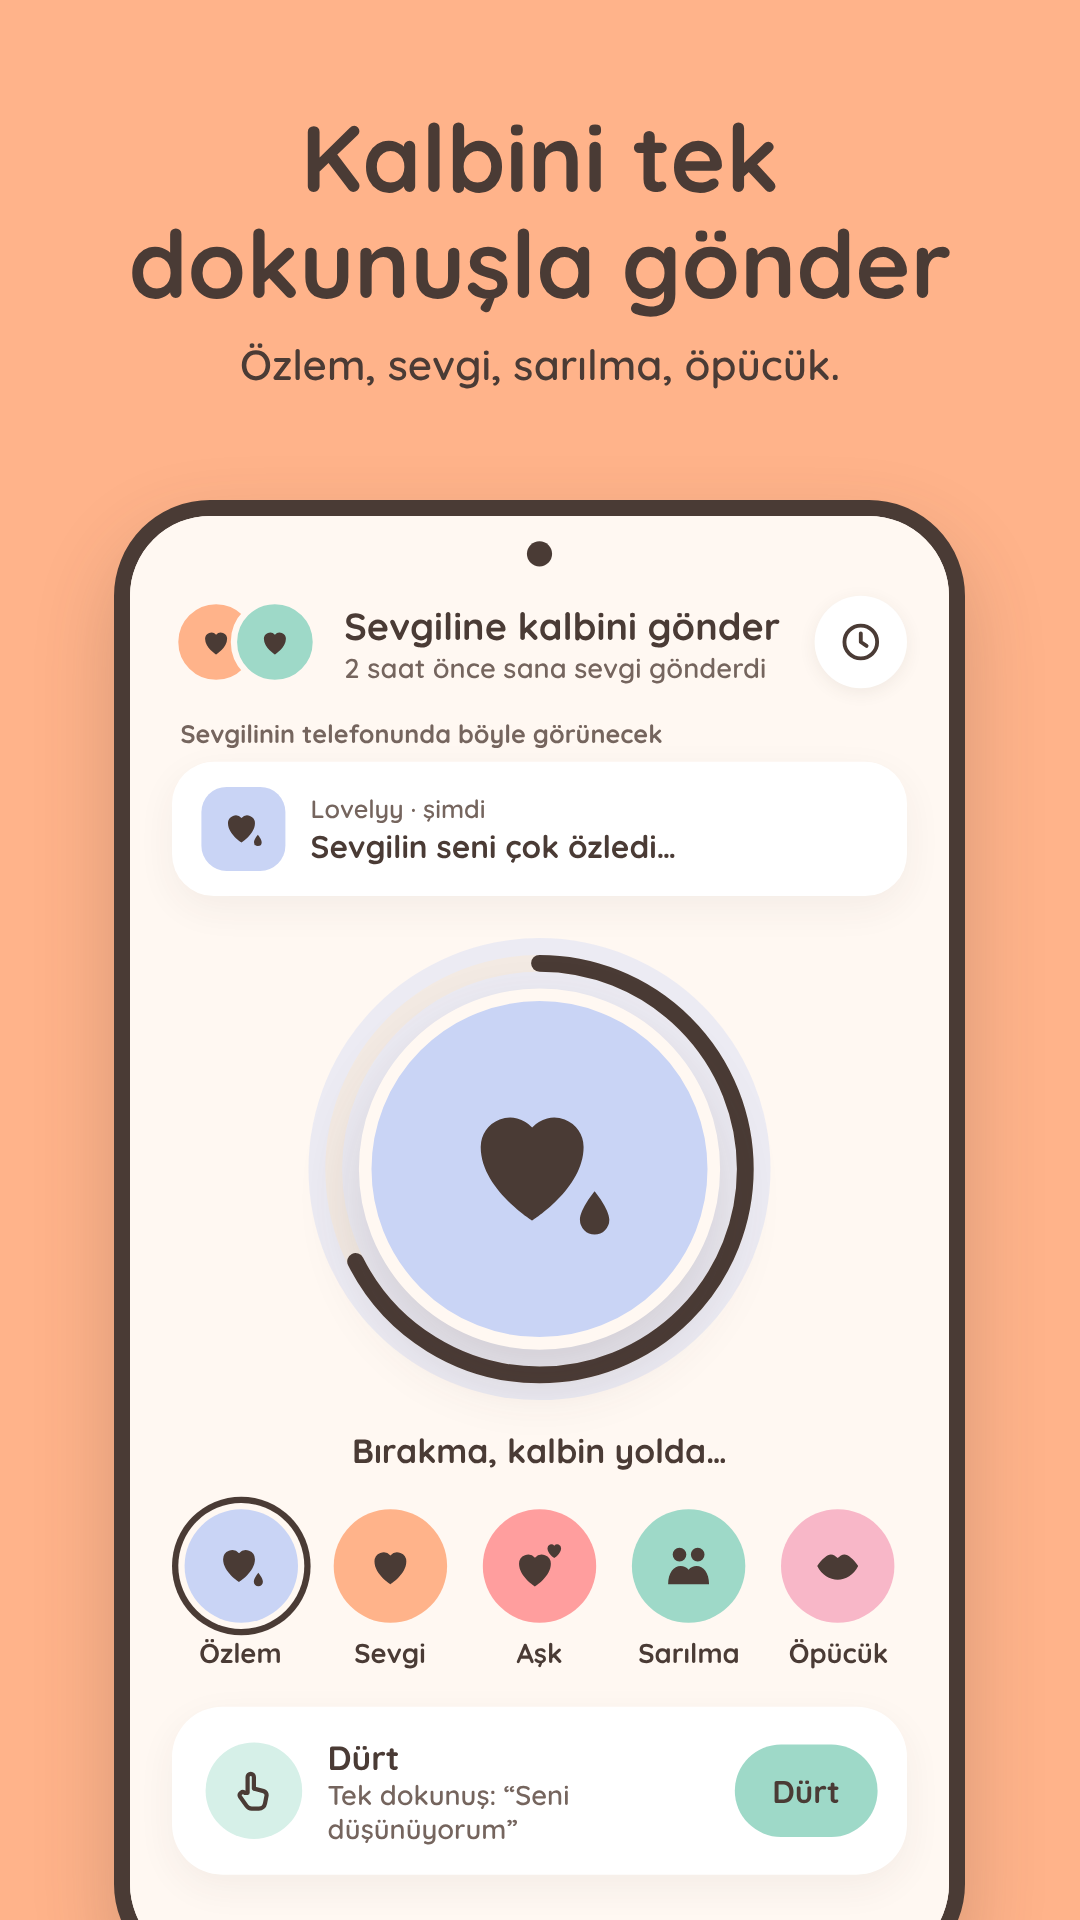 Kalbini tek
dokunuşla gönder
Özlem, sevgi, sarılma, öpücük.
Sevgiline kalbini gönder
2 saat önce sana sevgi gönderdi
Sevgilinin telefonunda böyle görünecek
Lovelyy · şimdi
Sevgilin seni çok özledi…
Bırakma, kalbin yolda…
Özlem
Sevgi
Aşk
Sarılma
Öpücük
Dürt
Tek dokunuş: “Seni
düşünüyorum”
Dürt